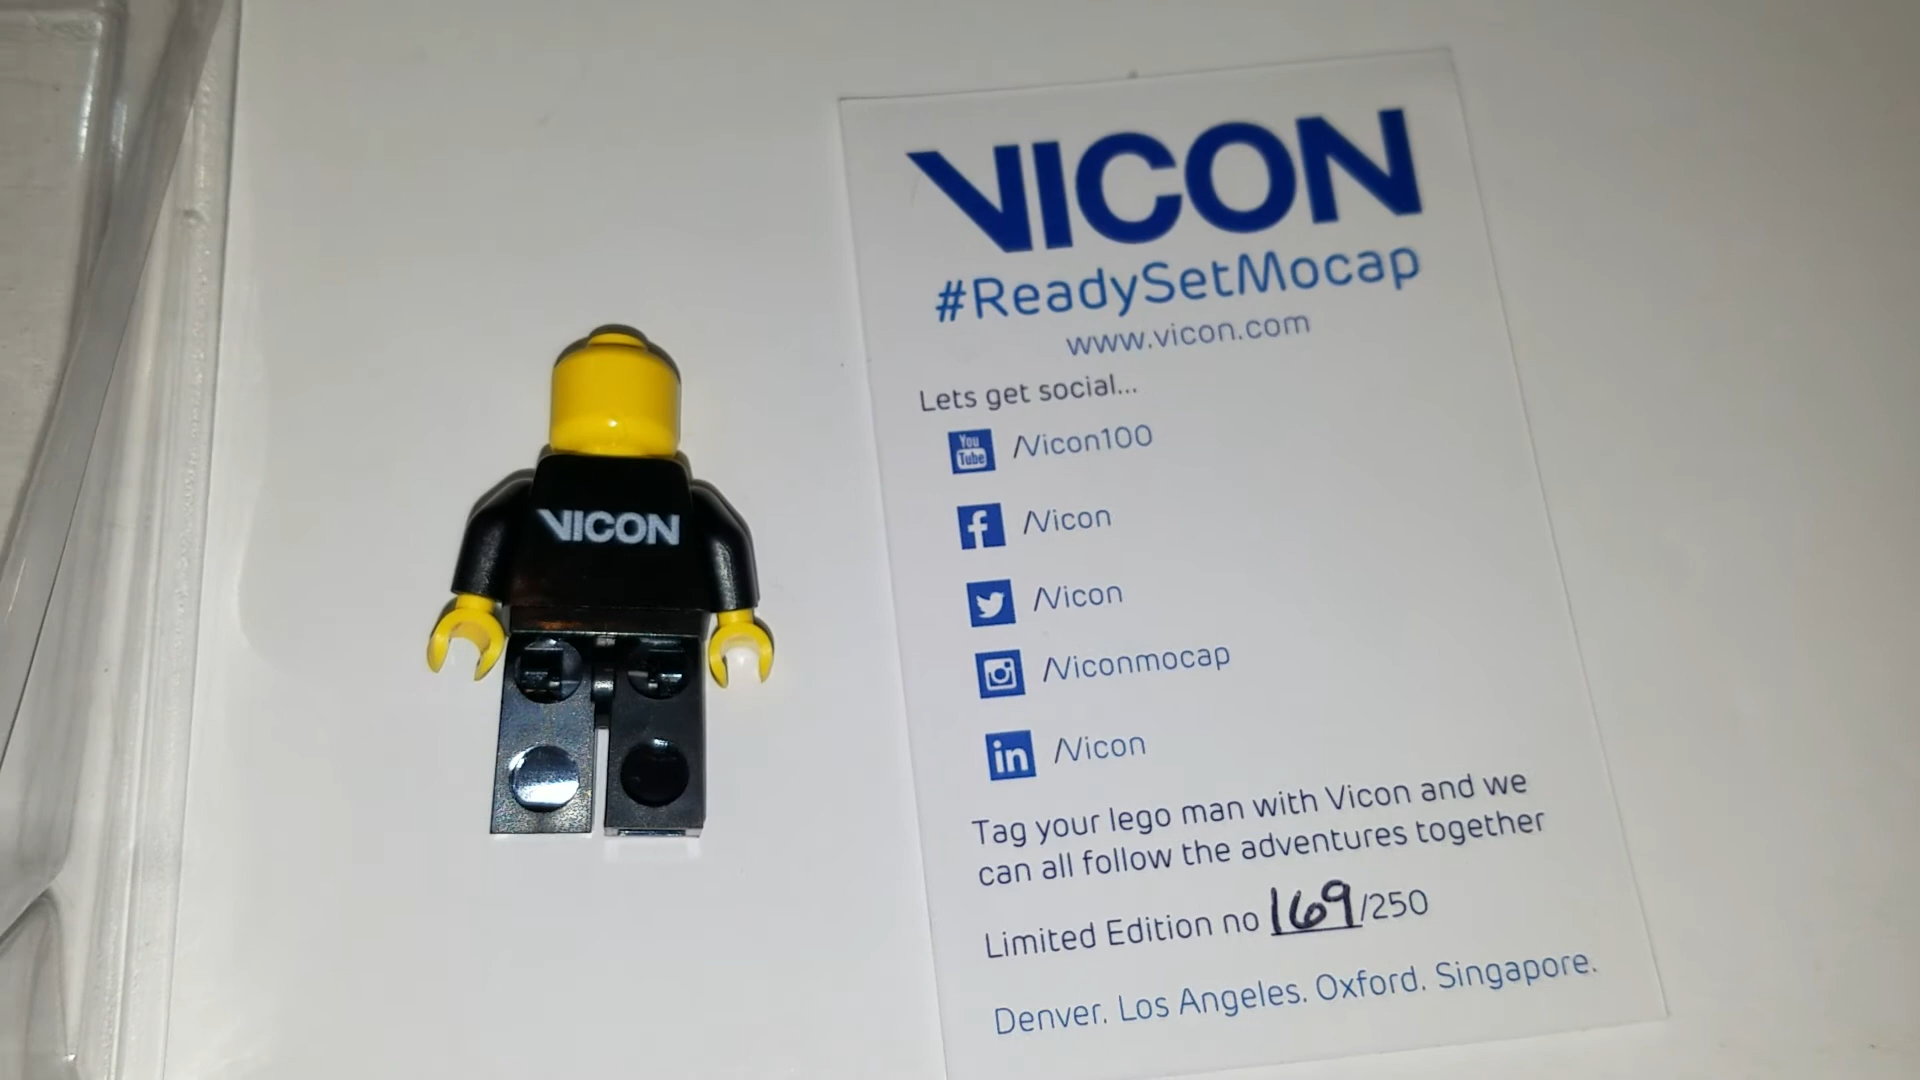 VICON
VICON
#ReadySetMocap
www.vicon.com
Lets get social...
You Tube /Vicon100
f /Vicon
/Vicon
/Viconmocap
in /Vicon
Tag your lego man with Vicon and we
can all follow the adventures together
Limited Edition no 169/250
Denver. Los Angeles. Oxford. Singapore.